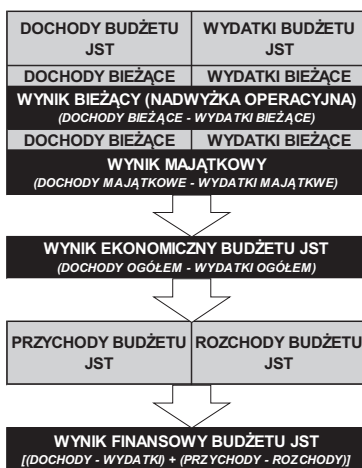 DOCHODY BUDŻETU JST
WYDATKI BUDŻETU JST
DOCHODY BIEŻĄCE
WYDATKI BIEŻĄCE
WYNIK BIEŻĄCY (NADWYŻKA OPERACYJNA)
(DOCHODY BIEŻĄCE - WYDATKI BIEŻĄCE)
DOCHODY BIEŻĄCE
WYDATKI BIEŻĄCE
WYNIK MAJĄTKOWY
(DOCHODY MAJĄTKOWE - WYDATKI MAJĄTKWE)
WYNIK EKONOMICZNY BUDŻETU JST
(DOCHODY OGÓŁEM - WYDATKI OGÓŁEM)
PRZYCHODY BUDŻETU
JST
ROZCHODY BUDŻETU
JST
WYNIK FINANSOWY BUDŻETU JST
[(DOCHODY - WYDATKI) + (PRZYCHODY - ROZCHODY)]